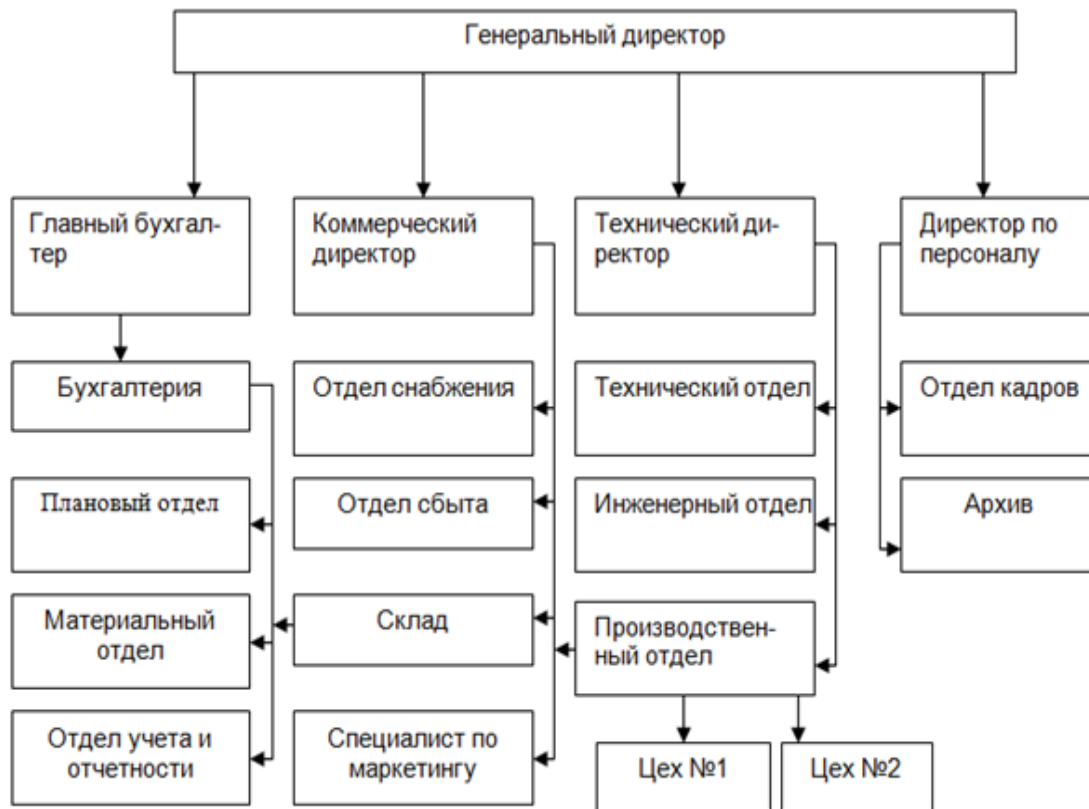 Генеральный директор
Главный бухгал-
тер
Коммерческий
директор
Технический ди-
ректор
Директор по
персоналу
Бухгалтерия
Отдел снабжения
Технический отдел
Отдел кадров
Плановый отдел
Отдел сбыта
Инженерный отдел
Архив
Материальный
отдел
Склад
Производствен-
ный отдел
Отдел учета и
отчетности
Специалист по
маркетингу
Цех №1
Цех №2